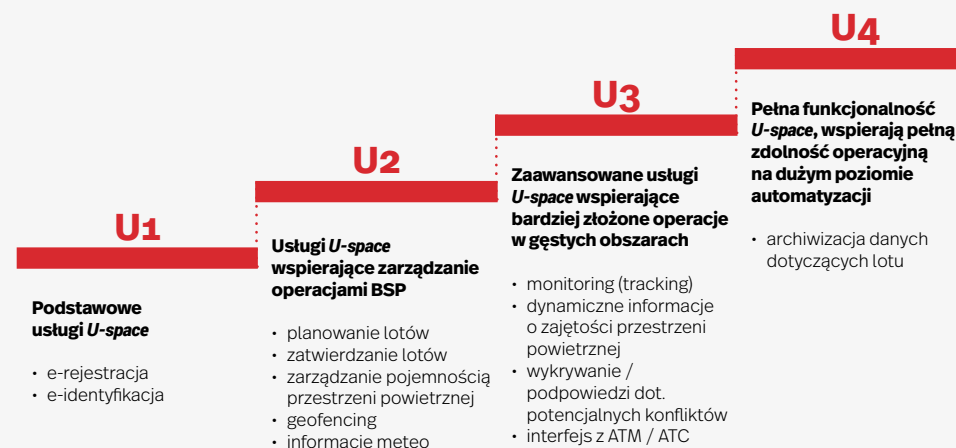 U1
Podstawowe
usługi U-space
• e-rejestracja
• e-identyfikacja
U2
Usługi U-space
wspierające zarządzanie
operacjami BSP
• planowanie lotów
• zatwierdzanie lotów
• zarządzanie pojemnością
przestrzeni powietrznej
• geofencing
• informacje meteo
U3
Zaawansowane usługi
U-space wspierające
bardziej złożone operacje
w gęstych obszarach
• monitoring (tracking)
• dynamiczne informacje
o zajętości przestrzeni
powietrznej
• wykrywanie /
podpowiedzi dot.
potencjalnych konfliktów
• interfejs z ATM / ATC
U4
Pełna funkcjonalność
U-space, wspierają pełną
zdolność operacyjną
na dużym poziomie
automatyzacji
• archiwizacja danych
dotyczących lotu